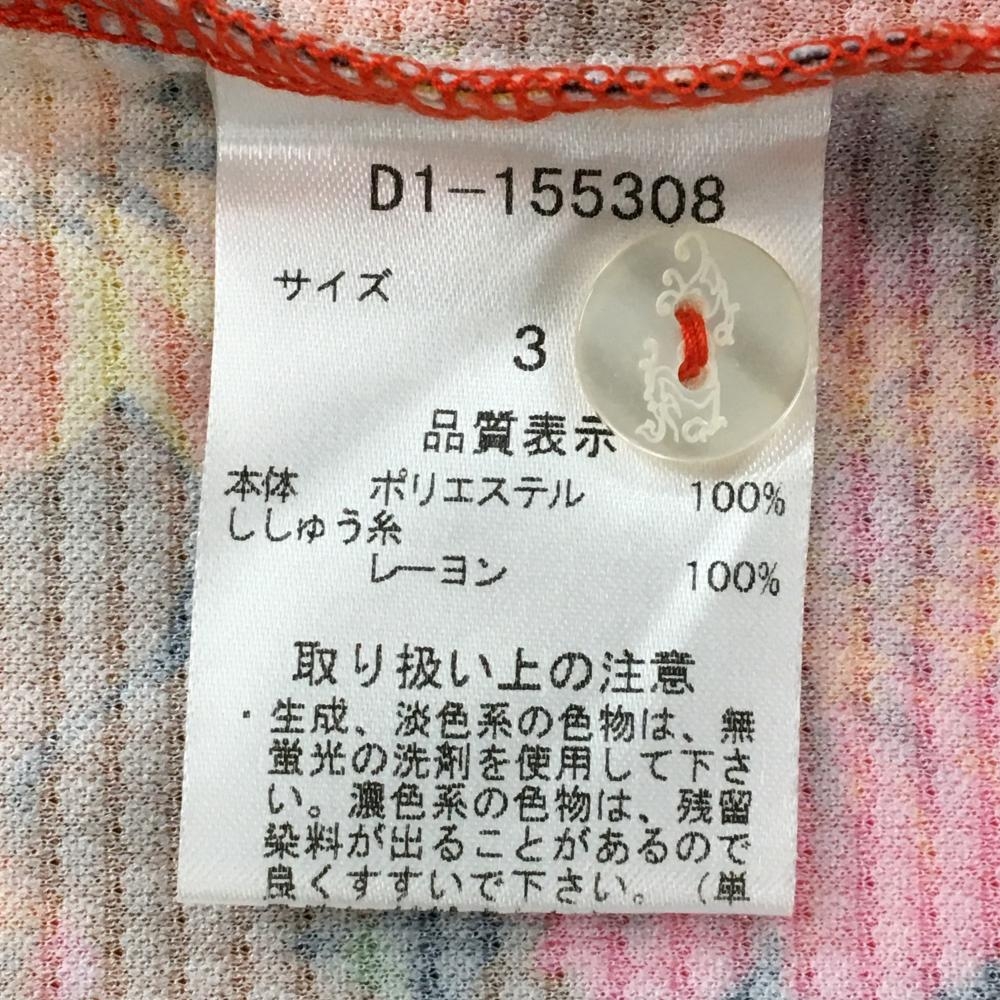 D1-155308
サイズ
3
品質表示
本体 ポリエステル 100%
ししゅう糸
レーヨン 100%
取り扱い上の注意
・生成、淡色系の色物は、無
蛍光の洗剤を使用して下さ
い。濃色系の色物は、残留
染料が出ることがあるので
良くすすいで下さい。（単